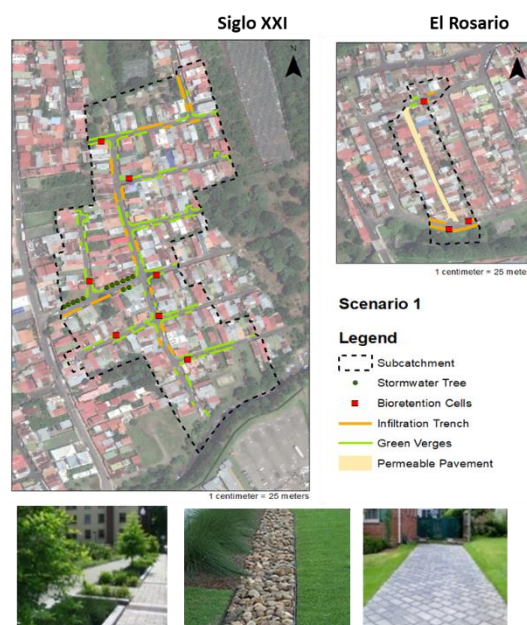 Siglo XXI
El Rosario
N
1 centimeter = 25 meters
1 centimeter = 25 meter
Scenario 1
Legend
Subcatchment
Stormwater Tree
Bioretention Cells
Infiltration Trench
Green Verges
Permeable Pavement